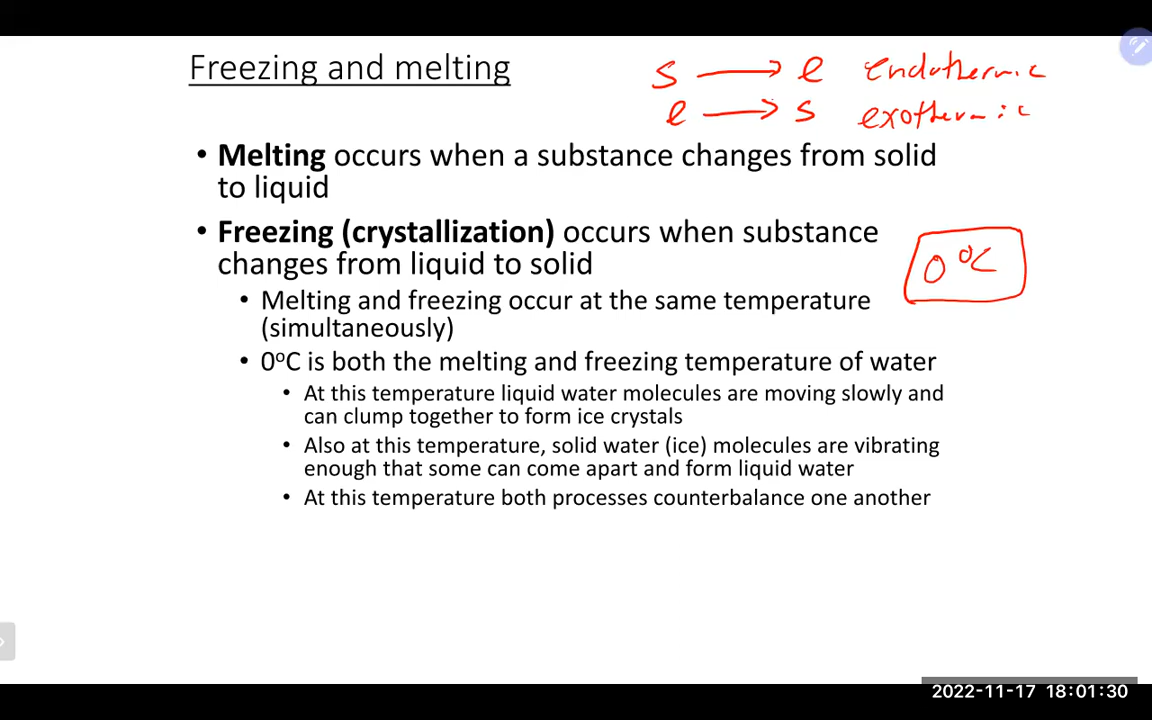 Freezing and melting
s → l endothermic
l → s exothermic
• Melting occurs when a substance changes from solid
to liquid
• Freezing (crystallization) occurs when substance
changes from liquid to solid
0 °C
• Melting and freezing occur at the same temperature
(simultaneously)
• 0°C is both the melting and freezing temperature of water
• At this temperature liquid water molecules are moving slowly and
can clump together to form ice crystals
• Also at this temperature, solid water (ice) molecules are vibrating
enough that some can come apart and form liquid water
• At this temperature both processes counterbalance one another
2022-11-17 18:01:30